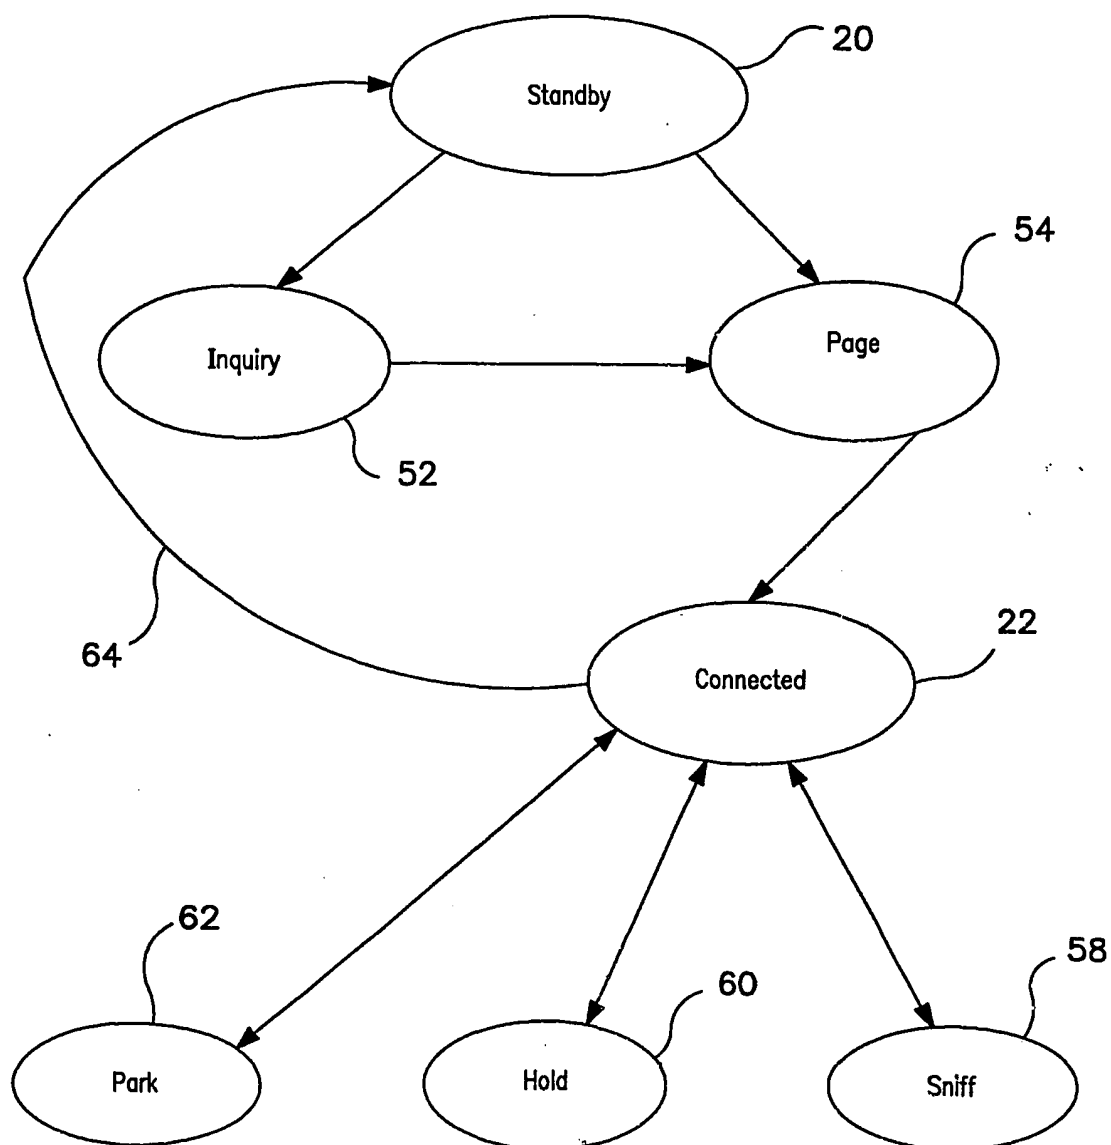 20
Standby
54
Page
Inquiry
52
22
Connected
64
62
58
60
Park
Hold
Sniff